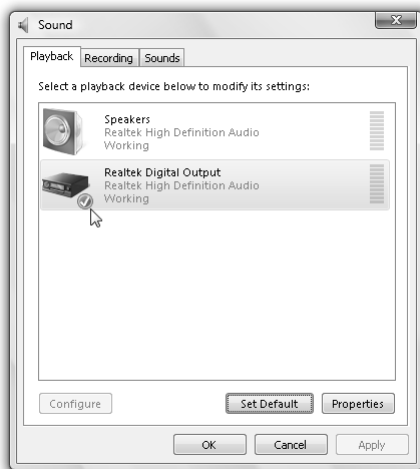 Sound
Playback Recording Sounds
Select a playback device below to modify its settings:
Speakers
Realtek High Definition Audio
Working
Realtek Digital Output
Realtek High Definition Audio
Working
Configure Set Default Properties
OK Cancel Apply